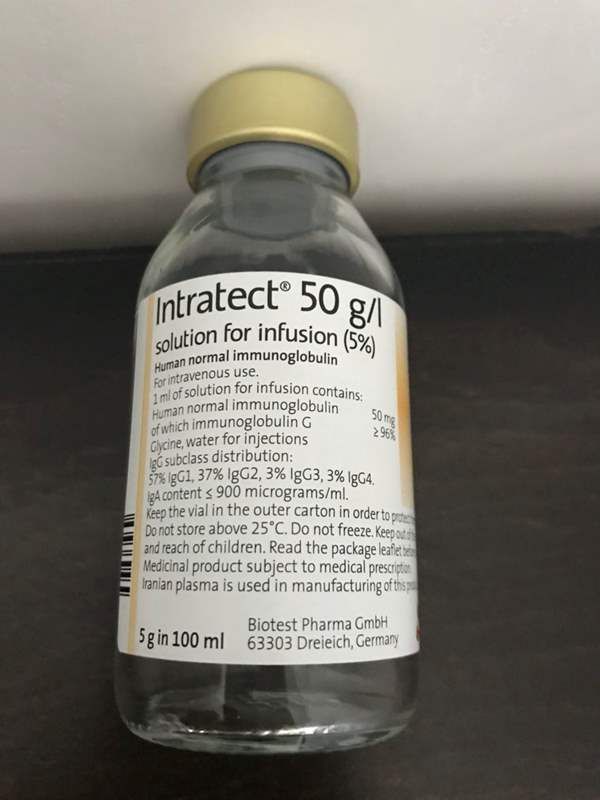 Intratect® 50 g/l
solution for infusion (5%)
Human normal immunoglobulin
For intravenous use.
1 ml of solution for infusion contains:
Human normal immunoglobulin 50 mg
of which immunoglobulin G ≥ 96%
Glycine, water for injections
IgG subclass distribution:
57% IgG1, 37% IgG2, 3% IgG3, 3% IgG4.
IgA content ≤ 900 micrograms/ml.
Keep the vial in the outer carton in order to
Do not store above 25°C. Do not freeze. Keep out of
and reach of children. Read the package leaflet
Medicinal product subject to medical prescription
Iranian plasma is used in manufacturing of this
5 g in 100 ml
Biotest Pharma GmbH
63303 Dreieich, Germany